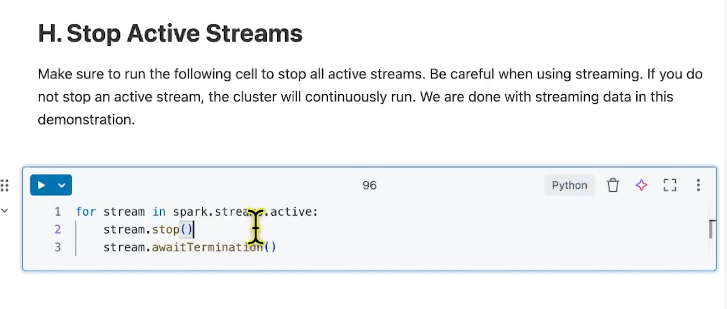 H. Stop Active Streams
Make sure to run the following cell to stop all active streams. Be careful when using streaming. If you do
not stop an active stream, the cluster will continuously run. We are done with streaming data in this
demonstration.
96
Python
1 for stream in spark.streams.active:
2 stream.stop()
3 stream.awaitTermination()